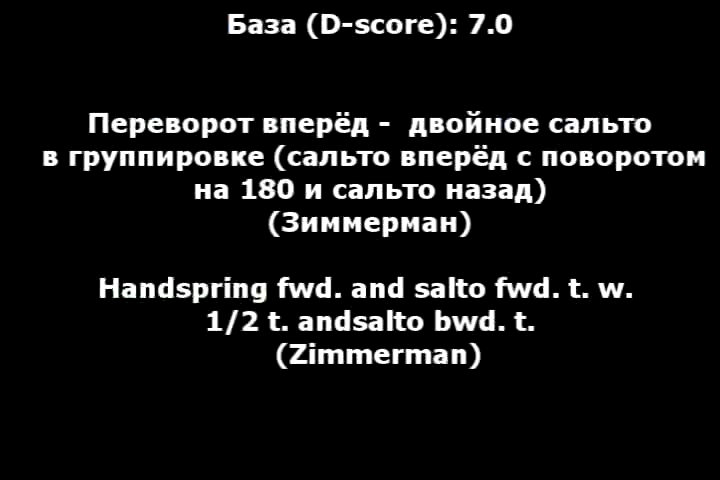 База (D-score): 7.0
Переворот вперёд - двойное сальто
в группировке (сальто вперёд с поворотом
на 180 и сальто назад)
(Зиммерман)
Handspring fwd. and salto fwd. t. w.
1/2 t. andsalto bwd. t.
(Zimmerman)